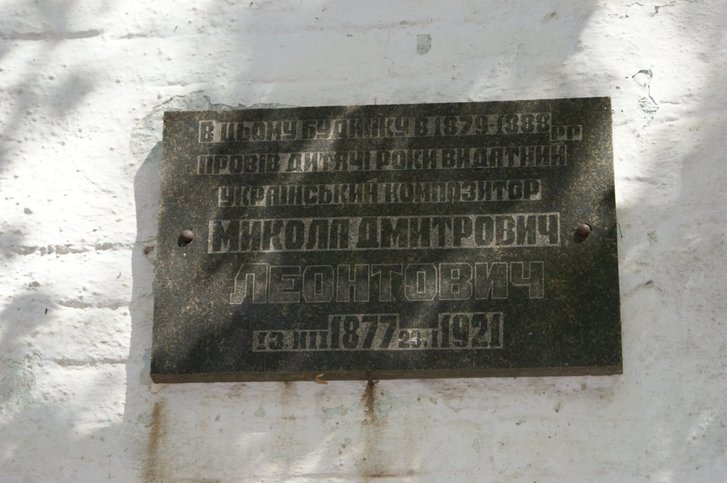 В ЦЬОМУ БУДИНКУ В 1879-1888 рр
ПРОВІВ ДИТЯЧІ РОКИ ВИДАТНИЙ
УКРАЇНСЬКИЙ КОМПОЗИТОР
МИКОЛА ДМИТРОВИЧ
ЛЕОНТОВИЧ
13.XII 1877 23.I 1921